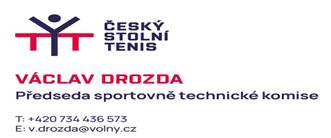 ČESKÝ
STOLNÍ
TENIS
VÁCLAV DROZDA
Předseda sportovně technické komise
T: +420 734 436 573
E: v.drozda@volny.cz